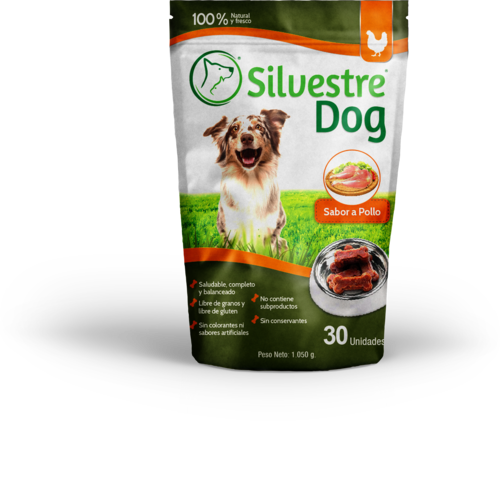 100% Natural
y fresco
Silvestre®
Dog
Sabor a Pollo
Saludable, completo
y balanceado
Libre de granos y
libre de gluten
Sin colorantes ni
sabores artificiales
No contiene
subproductos
Sin conservantes
30 Unidades
Peso Neto: 1.050 g.